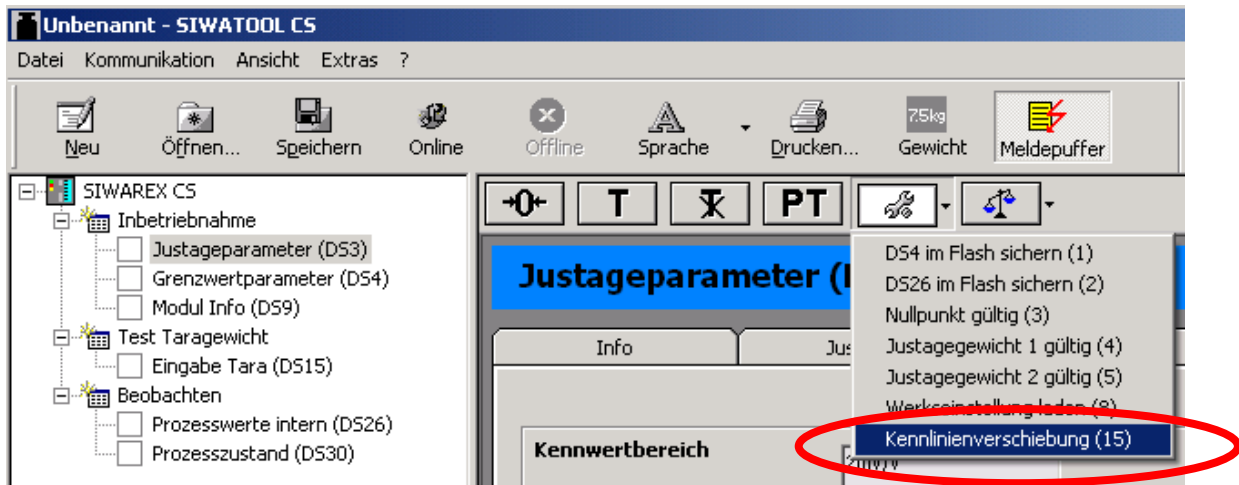 Unbenannt - SIWATOOL CS
Datei Kommunikation Ansicht Extras ?
Neu Öffnen... Speichern Online Offline Sprache Drucken... 7.5kg Gewicht Meldepuffer
SIWAREX CS
Inbetriebnahme
Justageparameter (DS3)
Grenzwertparameter (DS4)
Modul Info (DS9)
Test Taragewicht
Eingabe Tara (DS15)
Beobachten
Prozesswerte intern (DS26)
Prozesszustand (DS30)
0 T T PT
Justageparameter (
Info
Jus
Kennwertbereich
2mV/V
DS4 im Flash sichern (1)
DS26 im Flash sichern (2)
Nullpunkt gültig (3)
Justagegewicht 1 gültig (4)
Justagegewicht 2 gültig (5)
Werkseinstellung laden (8)
Kennlinienverschiebung (15)